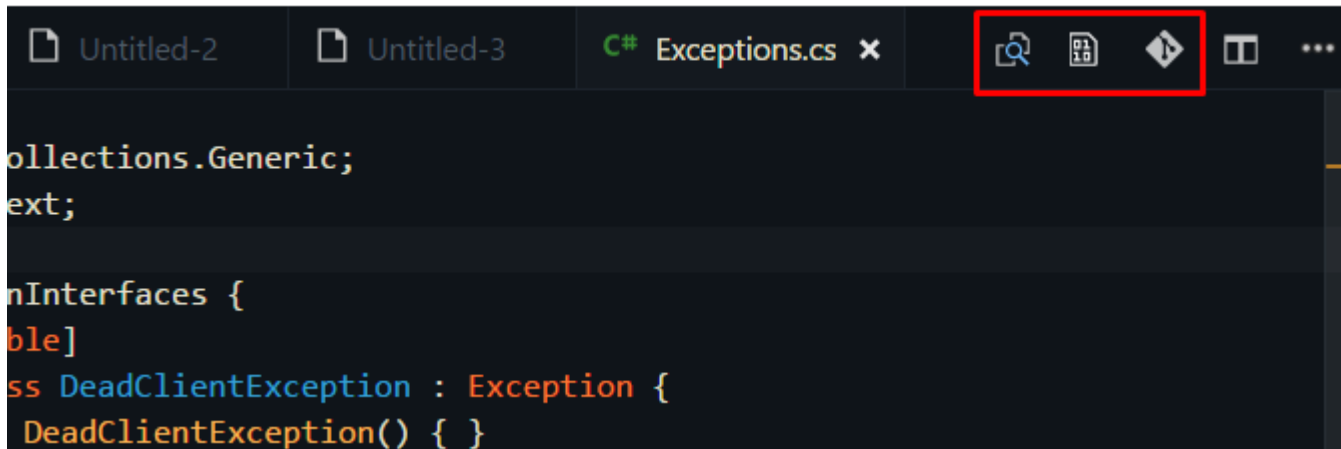 Untitled-2 Untitled-3 C# Exceptions.cs
ollections.Generic;
ext;
nInterfaces {
ble]
ss DeadClientException : Exception {
DeadClientException() { }